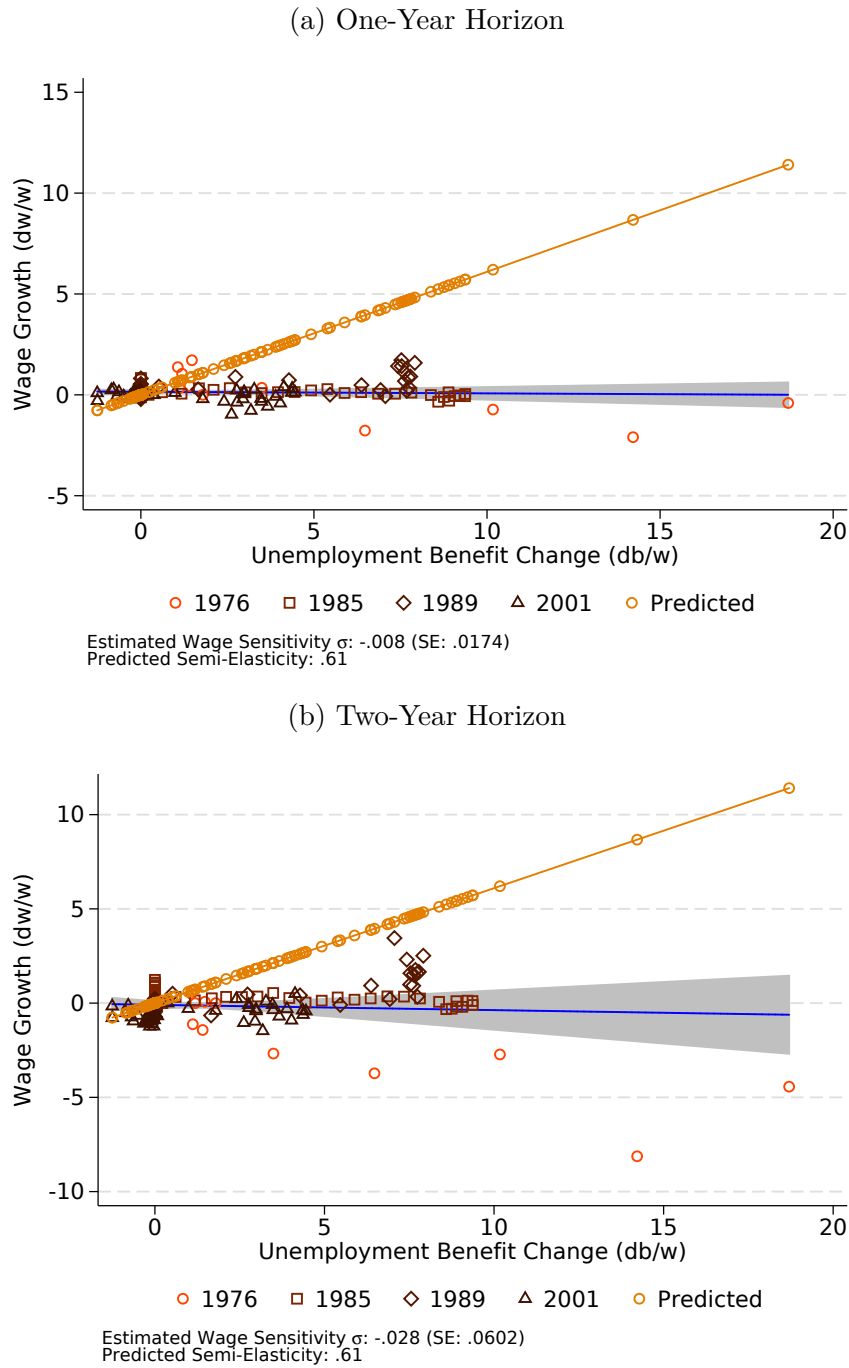 (a) One-Year Horizon
15
10
5
0
-5
Wage Growth (dw/w)
0 5 10 15 20
Unemployment Benefit Change (db/w)
1976 1985 1989 2001 Predicted
Estimated Wage Sensitivity σ: -.008 (SE: .0174)
Predicted Semi-Elasticity: .61
(b) Two-Year Horizon
10
5
0
-5
-10
Wage Growth (dw/w)
0 5 10 15 20
Unemployment Benefit Change (db/w)
1976 1985 1989 2001 Predicted
Estimated Wage Sensitivity σ: -.028 (SE: .0602)
Predicted Semi-Elasticity: .61